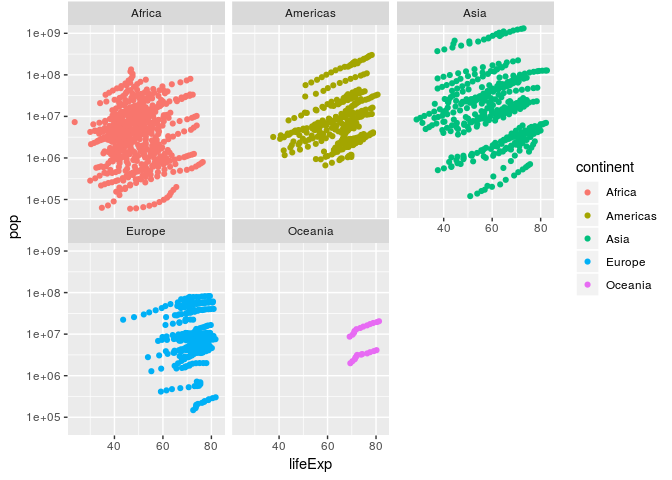 Africa
Americas
Asia
1e+09
1e+08
1e+07
1e+06
1e+05
40 60 80
pop
Europe
Oceania
1e+09
1e+08
1e+07
1e+06
1e+05
40 60 80
40 60 80
lifeExp
continent
Africa
Americas
Asia
Europe
Oceania